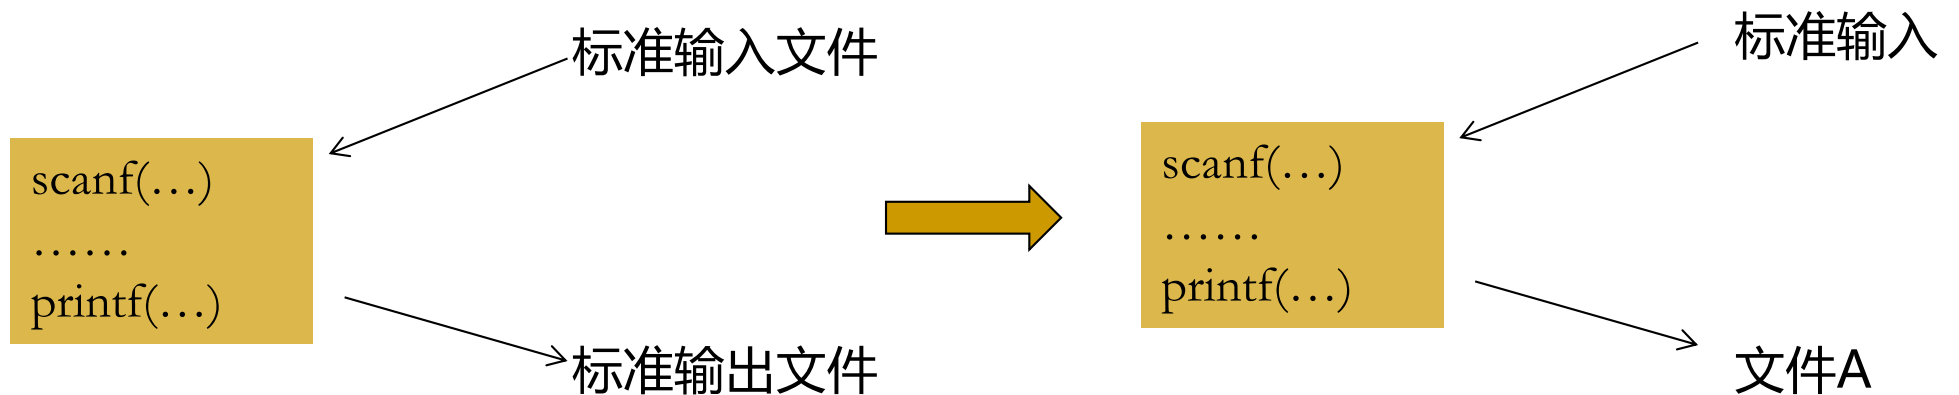 标准输入文件
scanf(…)
……
printf(…)
标准输出文件
标准输入
scanf(…)
……
printf(…)
文件A